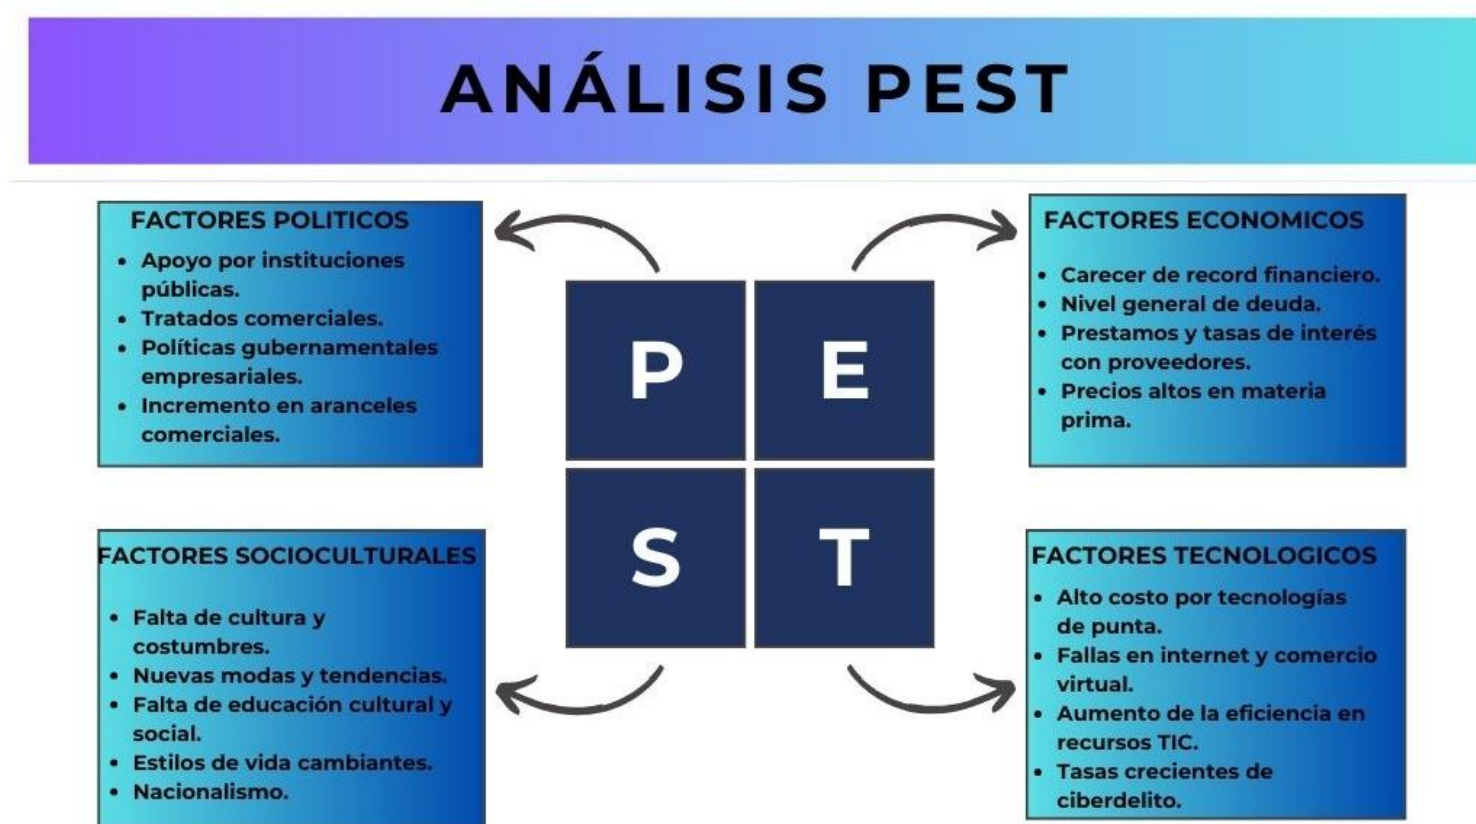 ANÁLISIS PEST
FACTORES POLITICOS
• Apoyo por instituciones
públicas.
• Tratados comerciales.
• Políticas gubernamentales
empresariales.
• Incremento en aranceles
comerciales.
FACTORES ECONOMICOS
• Carecer de record financiero.
• Nivel general de deuda.
• Prestamos y tasas de interés
con proveedores.
• Precios altos en materia
prima.
P E
S T
FACTORES SOCIOCULTURALES
• Falta de cultura y
costumbres.
• Nuevas modas y tendencias.
• Falta de educación cultural y
social.
• Estilos de vida cambiantes.
• Nacionalismo.
FACTORES TECNOLOGICOS
• Alto costo por tecnologías
de punta.
• Fallas en internet y comercio
virtual.
• Aumento de la eficiencia en
recursos TIC.
• Tasas crecientes de
ciberdelito.